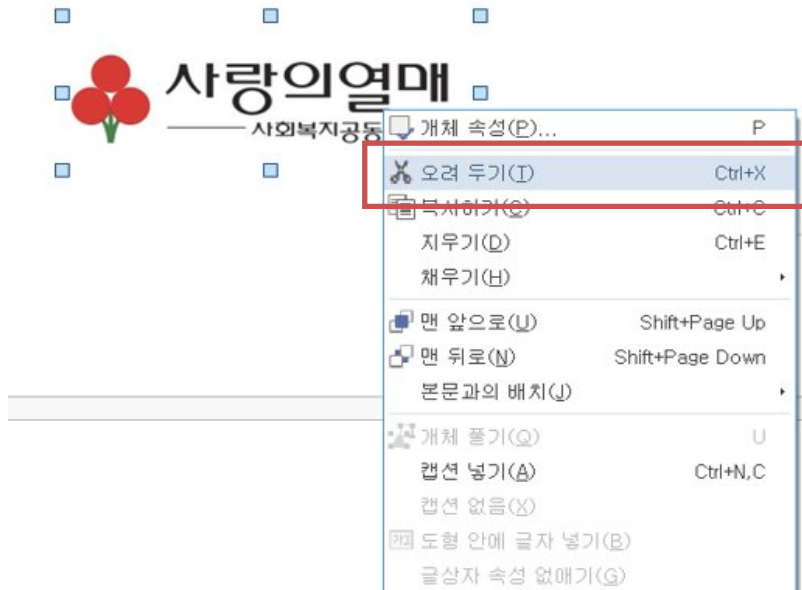 사랑의열매
사회복지공동
개체 속성(P)... P
오려 두기(T) Ctrl+X
복사하기(C) Ctrl+C
지우기(D) Ctrl+E
채우기(H)
맨 앞으로(U) Shift+Page Up
맨 뒤로(N) Shift+Page Down
본문과의 배치(J)
개체 풀기(Q) U
캡션 넣기(A) Ctrl+N,C
캡션 없음(X)
가나 도형 안에 글자 넣기(B)
글상자 속성 없애기(G)